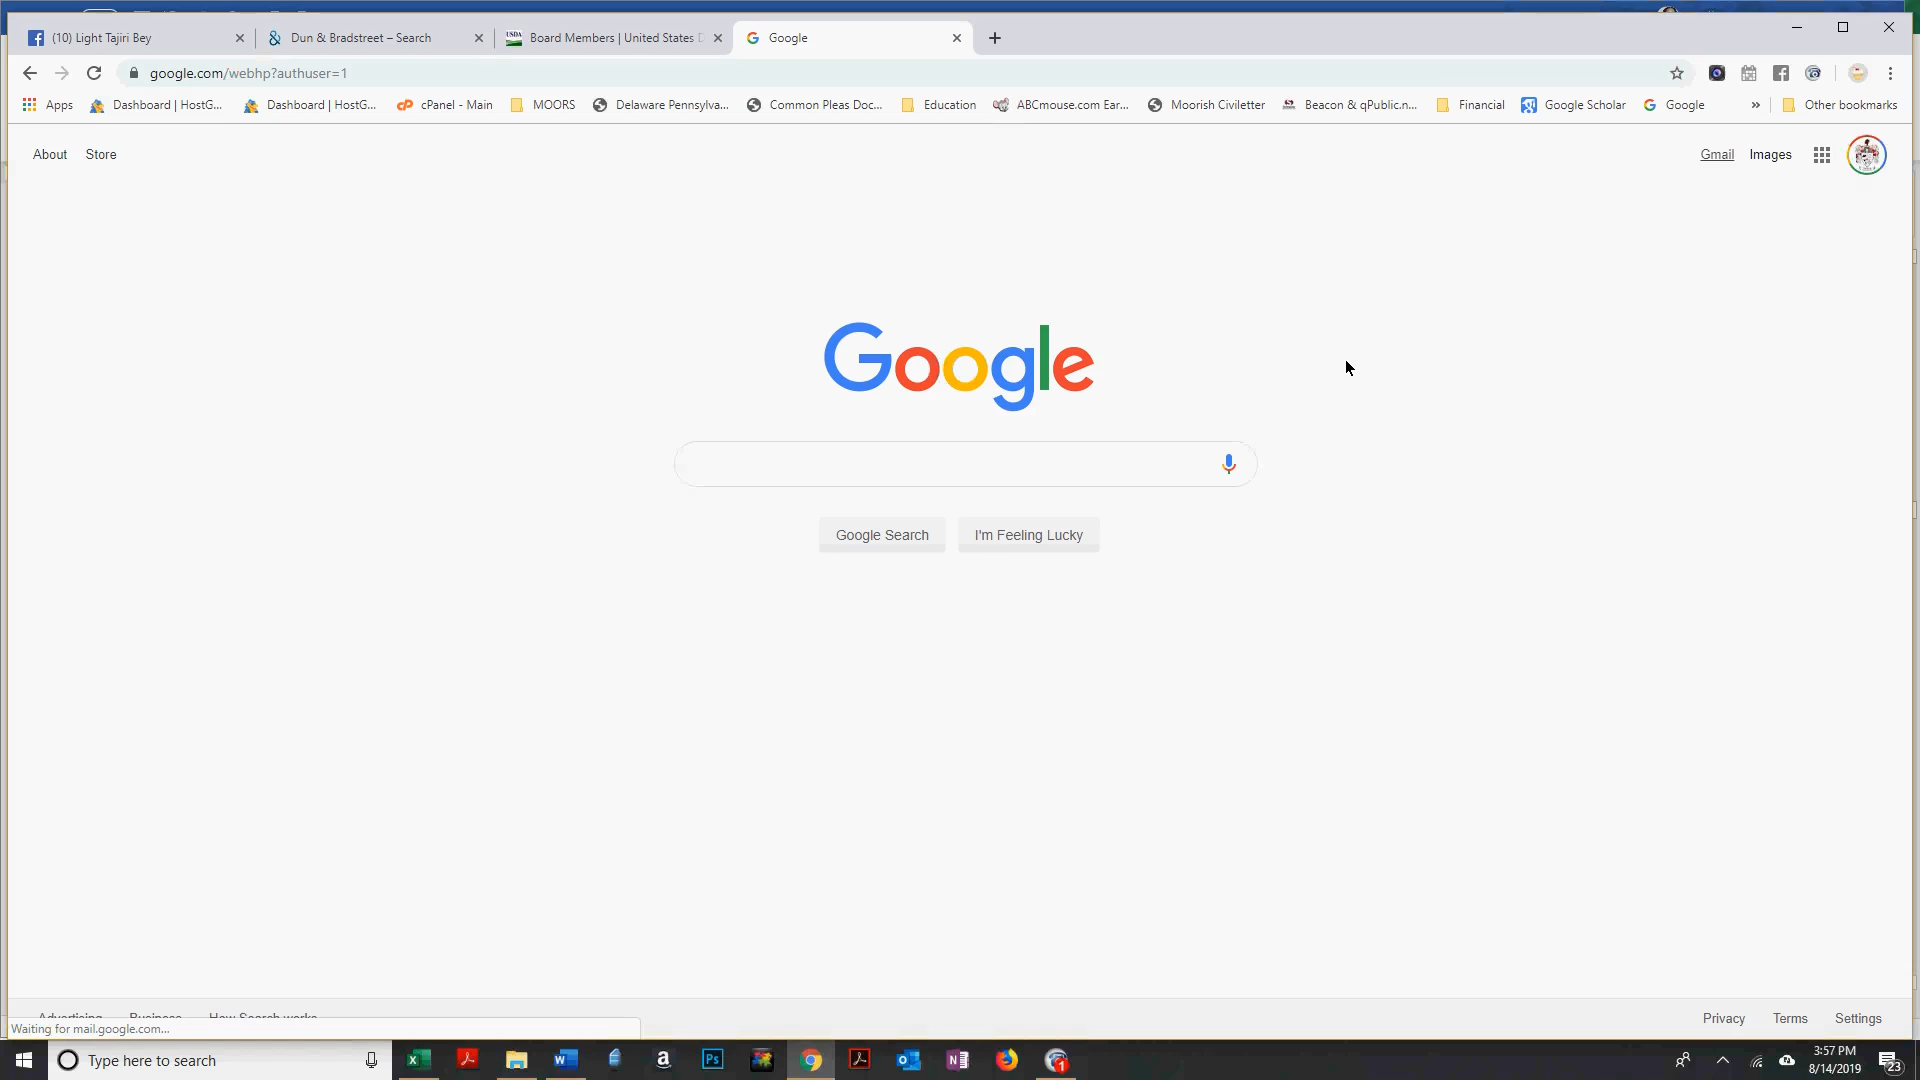 (10) Light Tajiri Bey
Dun & Bradstreet – Search
USDA Board Members | United States D
Google
google.com/webhp?authuser=1
Apps
Dashboard | HostG...
Dashboard | HostG...
cP cPanel - Main
MOORS
Delaware Pennsylva...
Common Pleas Doc...
Education
ABCmouse.com Ear...
Moorish Civiletter
Beacon & qPublic.n...
Financial
Google Scholar
Google
»
Other bookmarks
About Store
Gmail Images
Google
Google Search I'm Feeling Lucky
Advertising Business How Search works
Privacy Terms Settings
Waiting for mail.google.com...
Type here to search
Ps
3:57 PM
8/14/2019
23